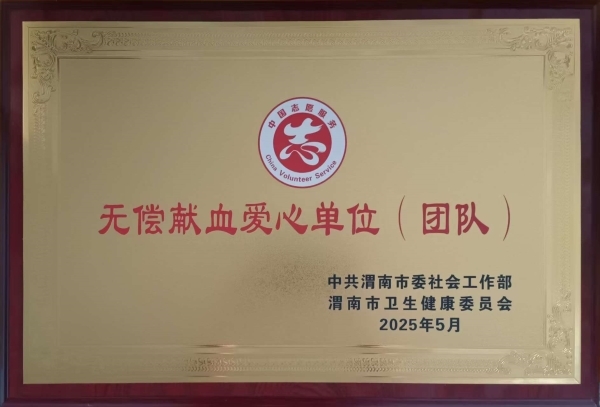 中国志愿服务
志
China Volunteer Service
无偿献血爱心单位（团队）
中共渭南市委社会工作部
渭南市卫生健康委员会
2025年5月